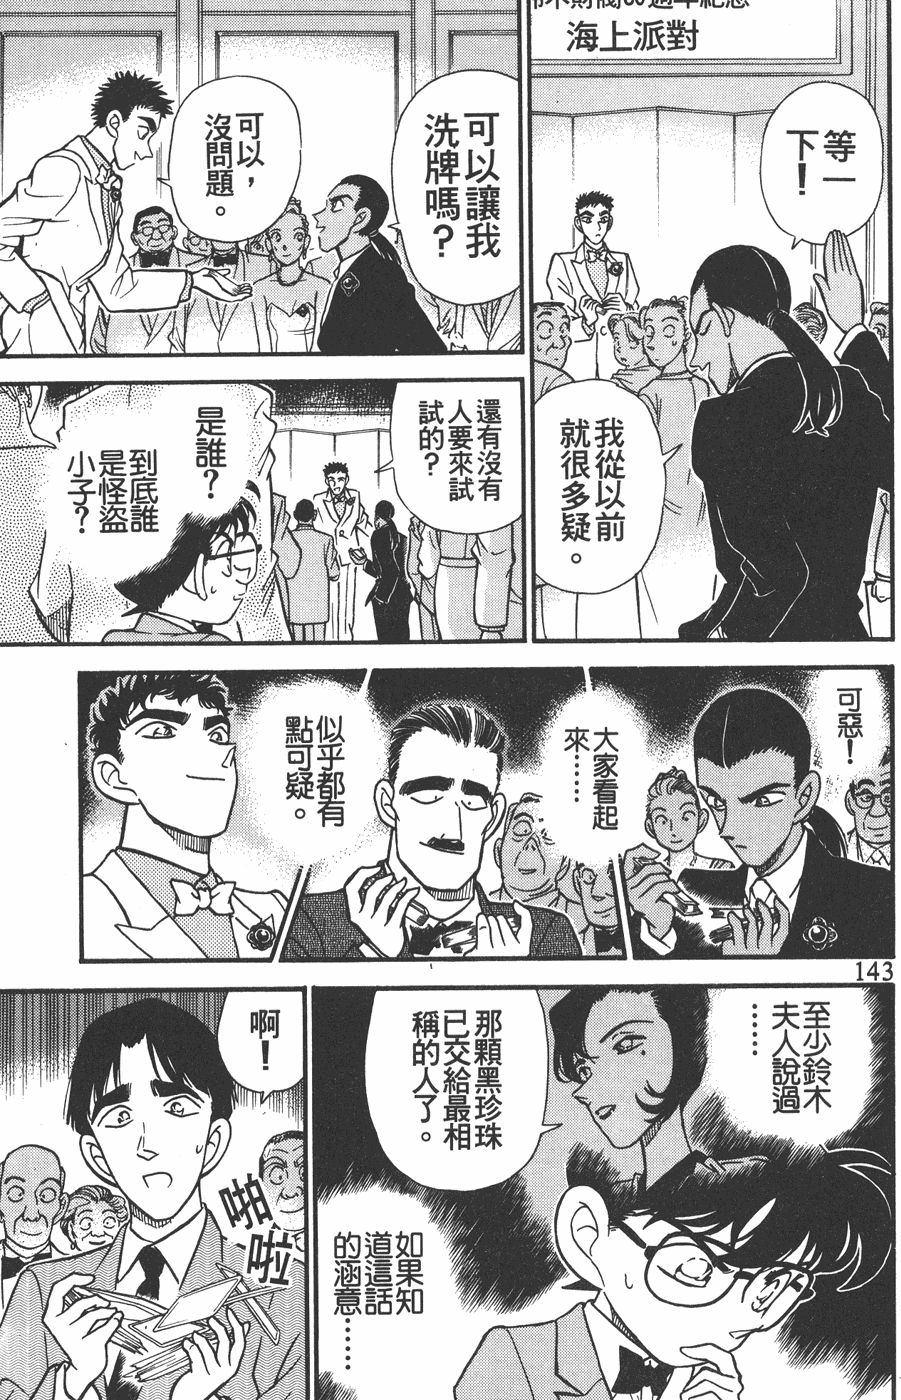 海上派對
等一
下！
我從以前
就很多疑。
可以讓我
洗牌嗎？
可以，
沒問題。
還有沒有
人要來試
試的？
是誰？
到底誰
是怪盜
小子？
可惡！
大家看起
來……
似乎都有
點可疑。
143
至少鈴木
夫人說過
……
那顆黑珍珠
已交給最相
稱的人了。
如果知
道這話
的涵意
……
啊！
啪
啦